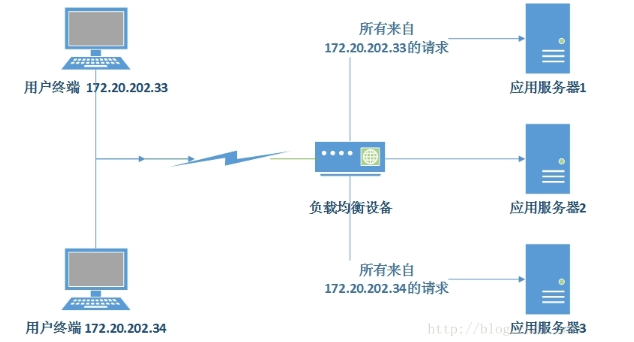 所有来自
172.20.202.33的请求
用户终端 172.20.202.33
应用服务器1
负载均衡设备
应用服务器2
所有来自
172.20.202.34的请求
用户终端 172.20.202.34
应用服务器3
http://blog